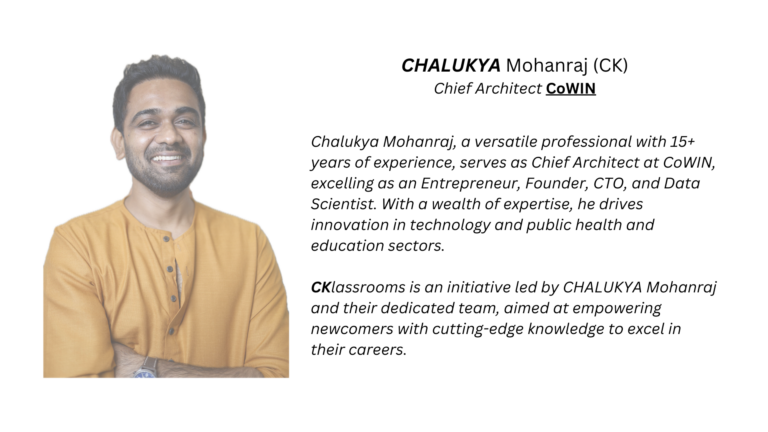 CHALUKYA Mohanraj (CK)
Chief Architect CoWIN
Chalukya Mohanraj, a versatile professional with 15+
years of experience, serves as Chief Architect at CoWIN,
excelling as an Entrepreneur, Founder, CTO, and Data
Scientist. With a wealth of expertise, he drives
innovation in technology and public health and
education sectors.
CKlassrooms is an initiative led by CHALUKYA Mohanraj
and their dedicated team, aimed at empowering
newcomers with cutting-edge knowledge to excel in
their careers.